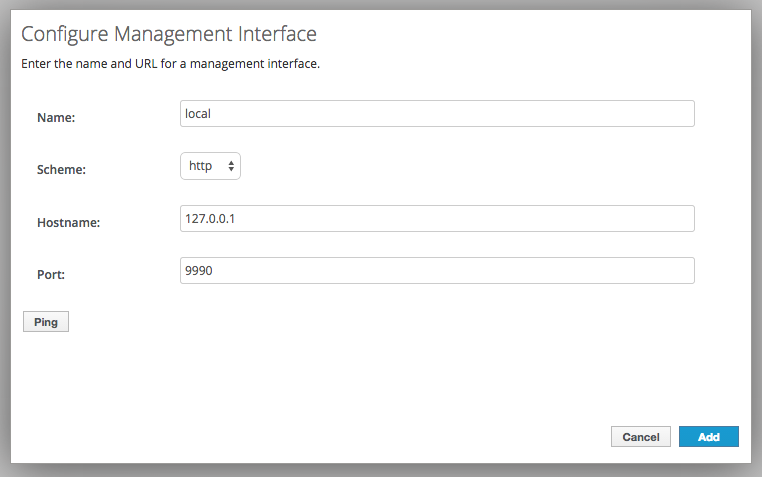 Configure Management Interface
Enter the name and URL for a management interface.
Name: local
Scheme: http
Hostname: 127.0.0.1
Port: 9990
Ping
Cancel Add